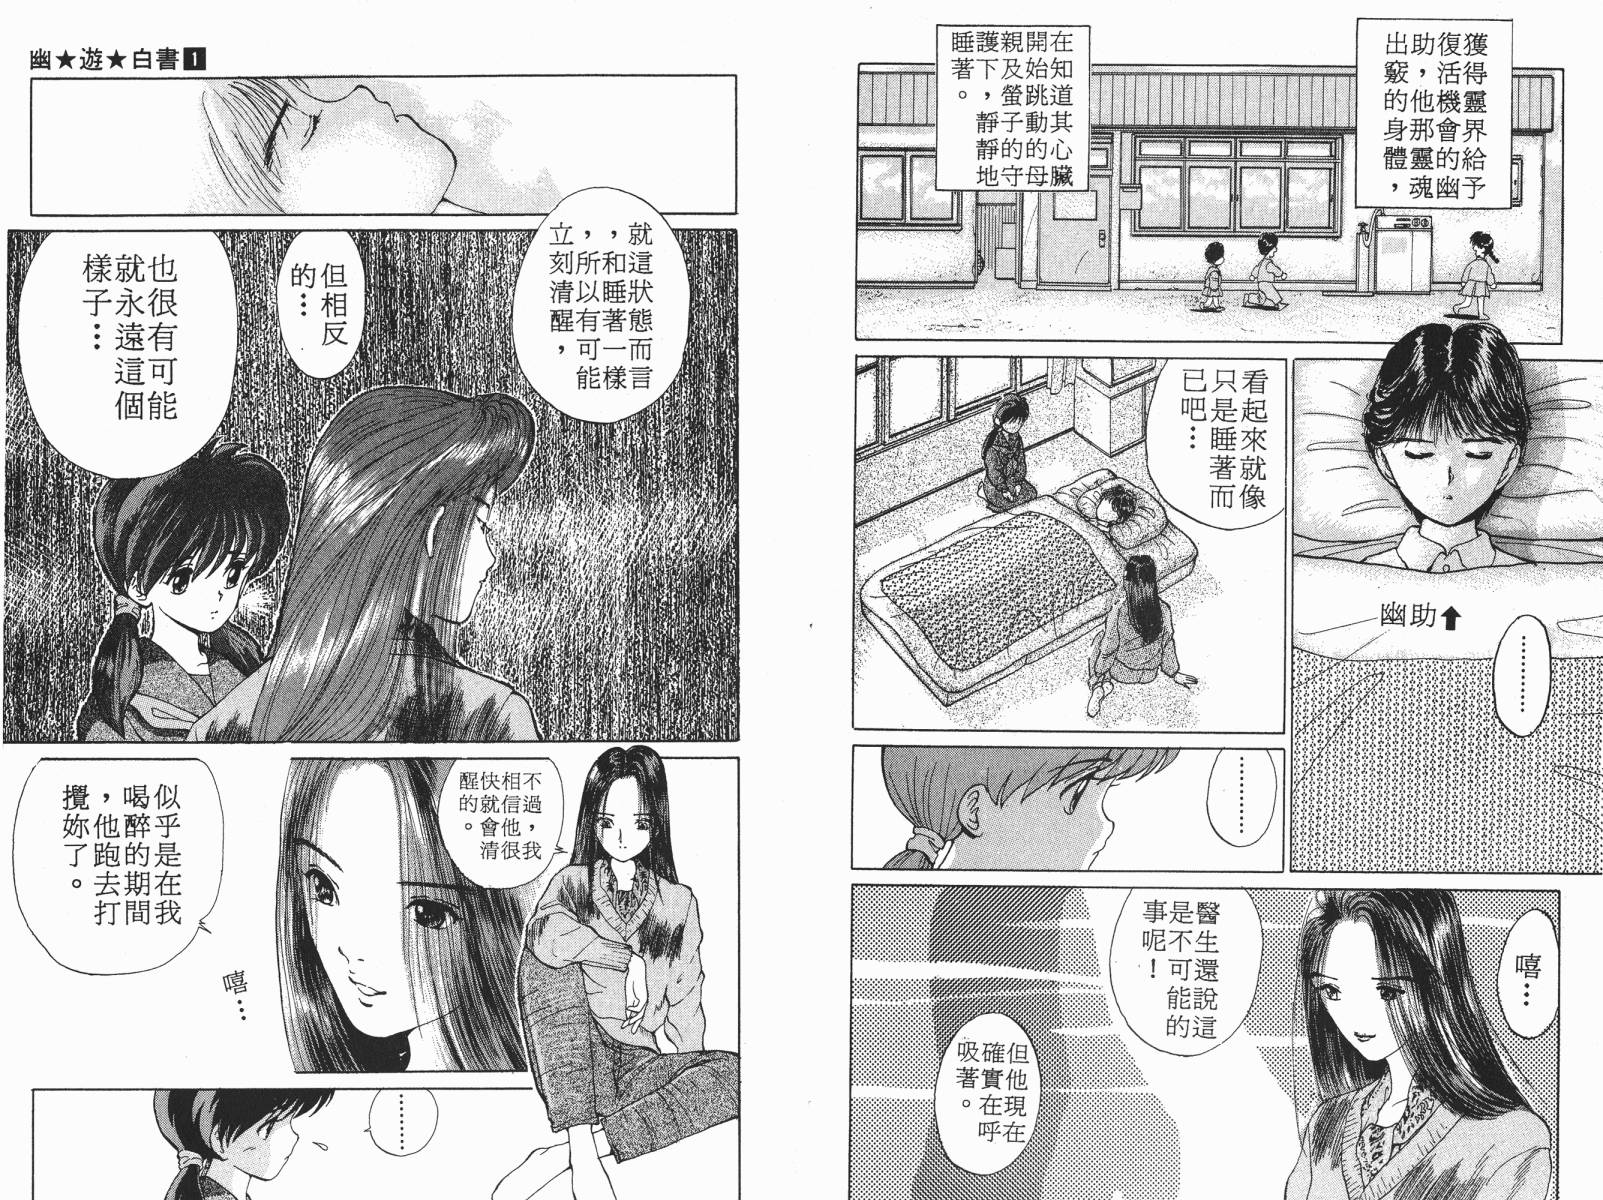 獲得靈界給予
復活機會的幽
助，他那靈魂
出竅的身體，
在知道其心臟
開始跳動的母
親及螢子的守
護下，靜靜地
睡著。
幽助
………
看起來就像
只是睡著而
已吧…
………
嘻…
醫生還說這
是不可能的
事呢！
但他現在
確實在呼
吸著。
幽★遊★白書1
就這狀態而言
，和睡著一樣
，所以有可能
立刻清醒，
但相反
的…
也很有可能
就永遠這個
樣子…
不過，我
相信他很
快就會清
醒的。
似乎是在我
喝醉的期間
，他跑去打
攪妳了。
嘻…
………